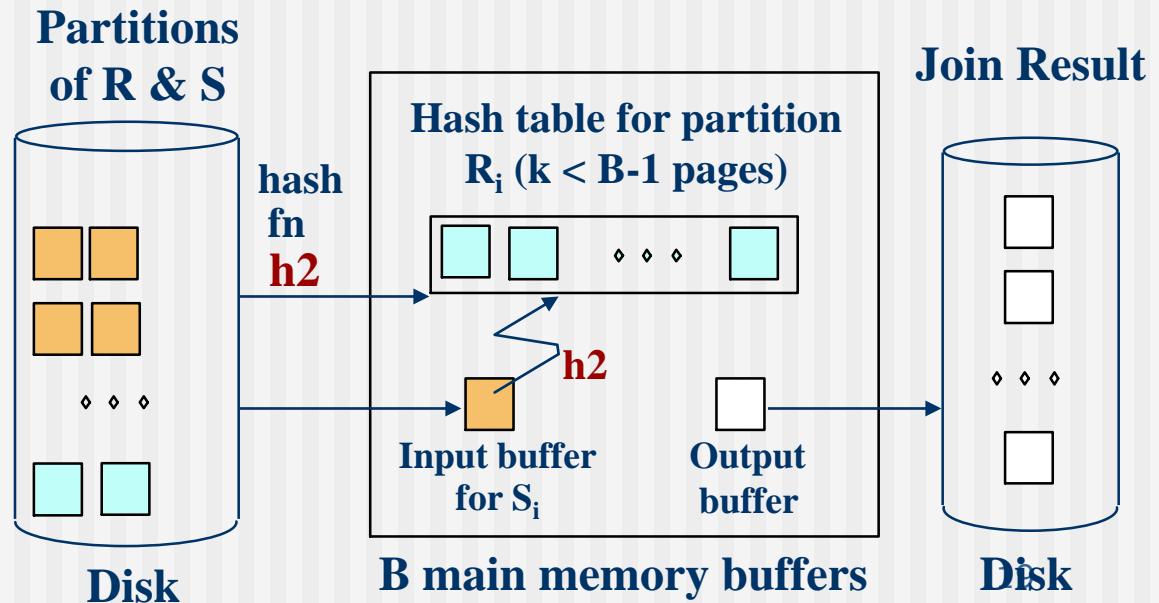 Partitions
of R & S
Join Result
Hash table for partition
Rᵢ (k < B-1 pages)
hash
fn
h2
h2
Input buffer
for Sᵢ
Output
buffer
B main memory buffers
Disk
Disk